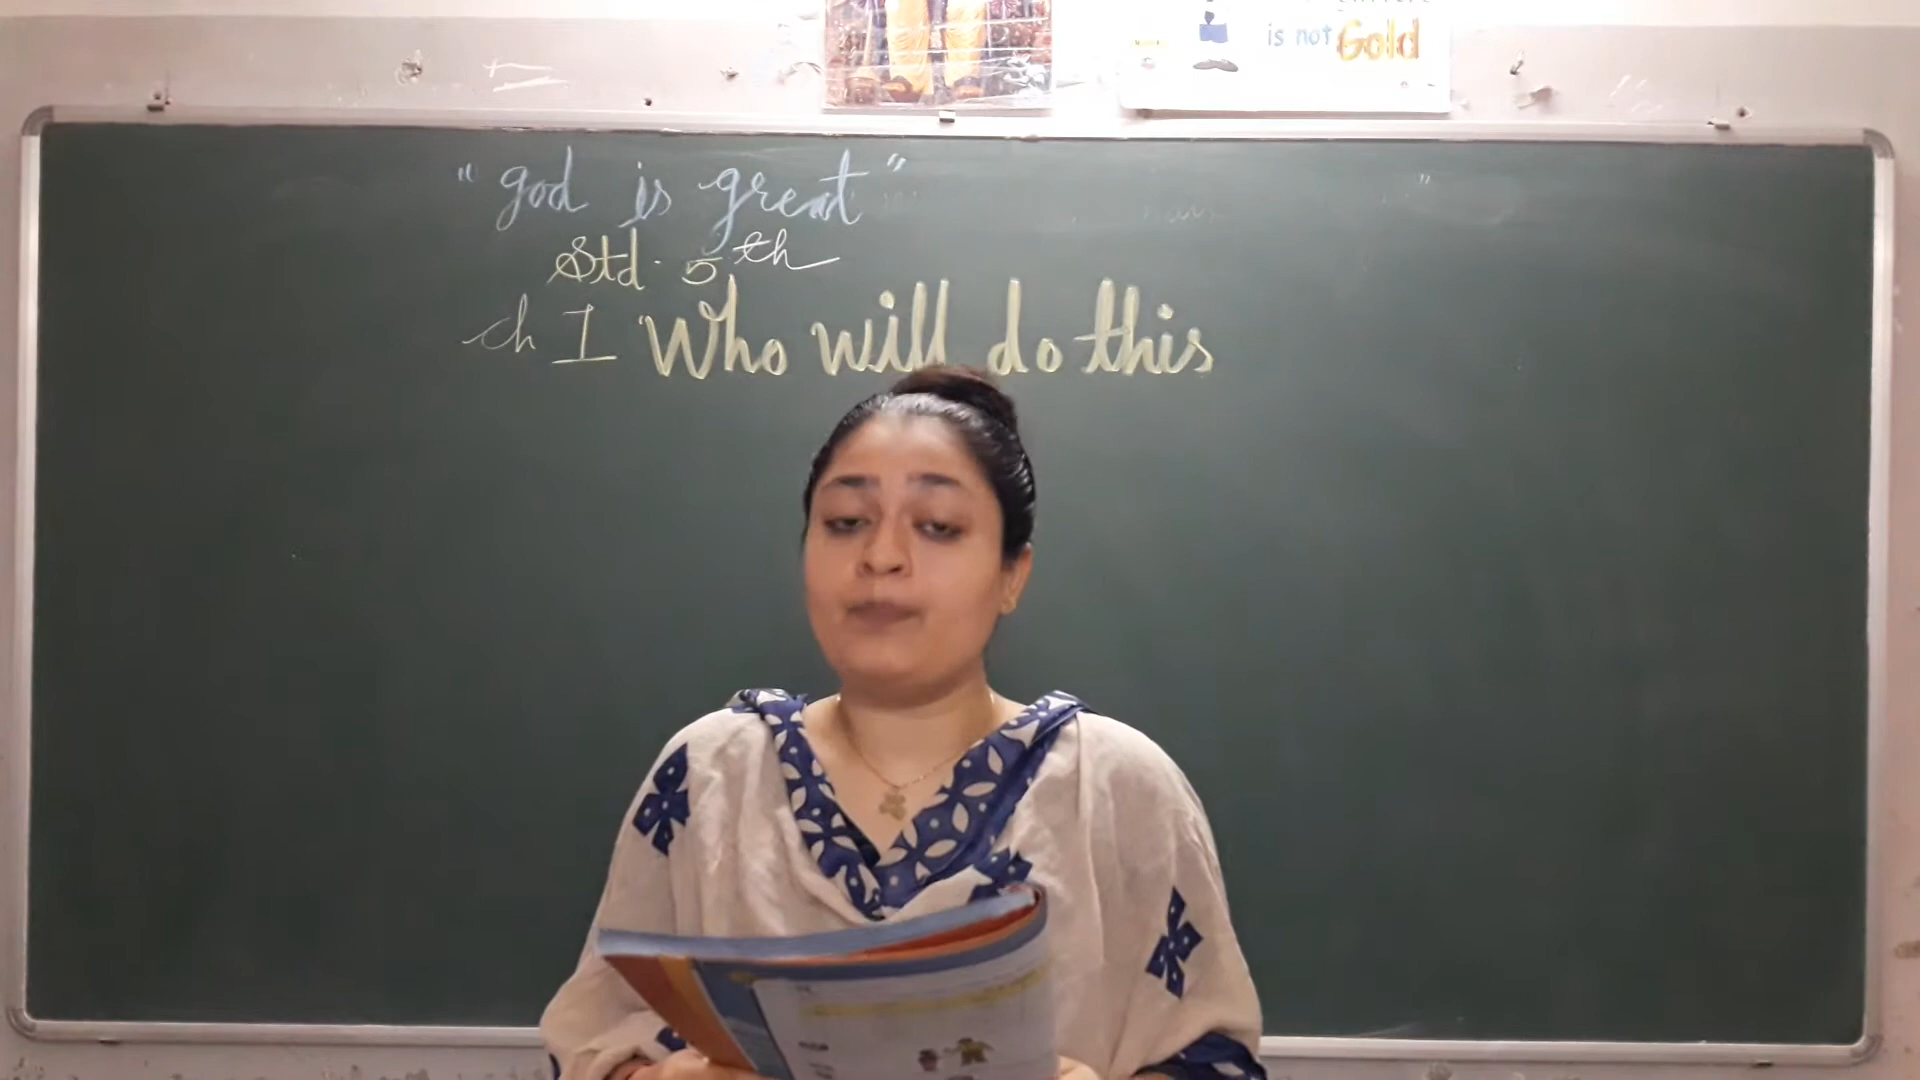 is not Gold
"god is great"
Std. 5th
ch I Who will do this